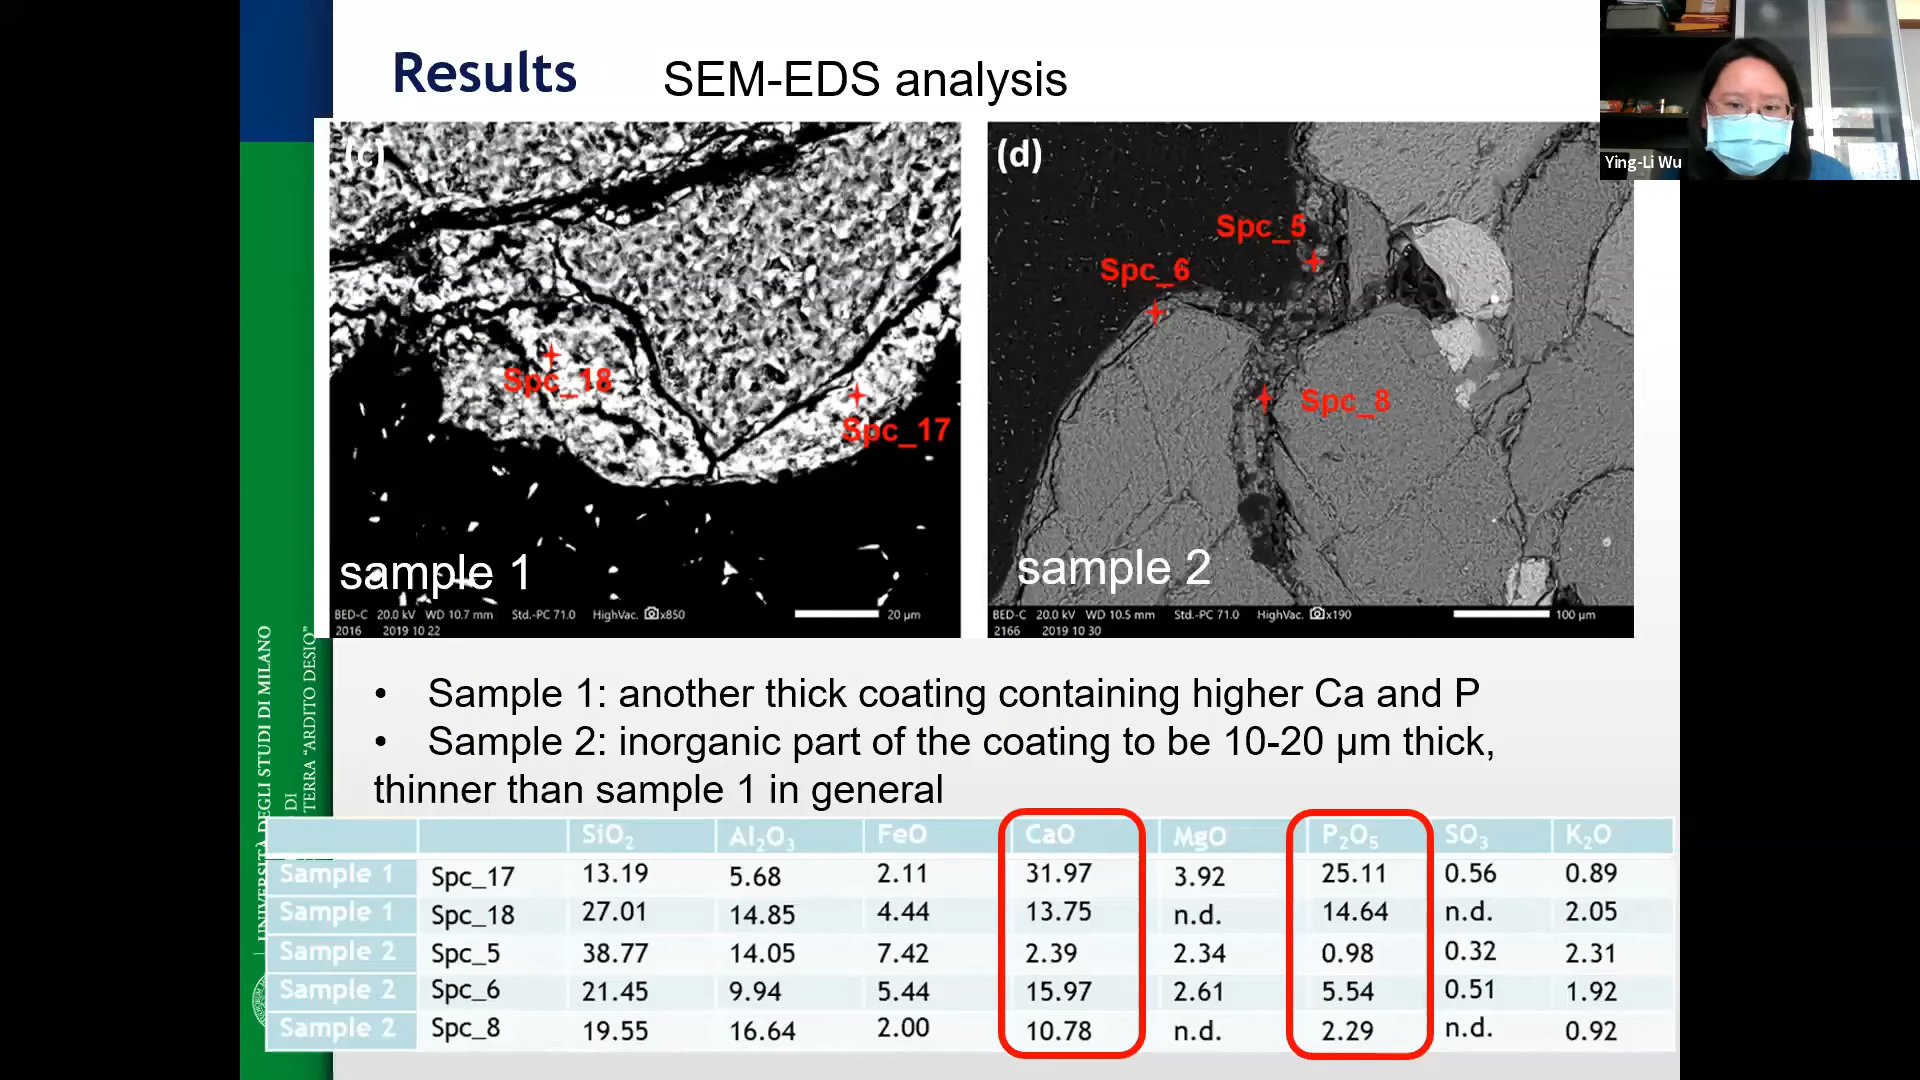 Results SEM-EDS analysis
Ying-Li Wu
(c)
Spc_18
Spc_17
sample 1
BED-C 20.0 kV WD 10.7 mm Std.-PC 71.0 HighVac. x850 20 µm
2016 2019 10 22
(d)
Spc_5
Spc_6
Spc_8
sample 2
BED-C 20.0 kV WD 10.5 mm Std.-PC 71.0 HighVac. x190 100 µm
2166 2019 10 30
• Sample 1: another thick coating containing higher Ca and P
• Sample 2: inorganic part of the coating to be 10-20 µm thick,
thinner than sample 1 in general
SiO₂ Al₂O₃ FeO CaO MgO P₂O₅ SO₃ K₂O
Sample 1 Spc_17 13.19 5.68 2.11 31.97 3.92 25.11 0.56 0.89
Sample 1 Spc_18 27.01 14.85 4.44 13.75 n.d. 14.64 n.d. 2.05
Sample 2 Spc_5 38.77 14.05 7.42 2.39 2.34 0.98 0.32 2.31
Sample 2 Spc_6 21.45 9.94 5.44 15.97 2.61 5.54 0.51 1.92
Sample 2 Spc_8 19.55 16.64 2.00 10.78 n.d. 2.29 n.d. 0.92
UNIVERSITÀ DEGLI STUDI DI MILANO
DI
TERRA "ARDITO DESIO"